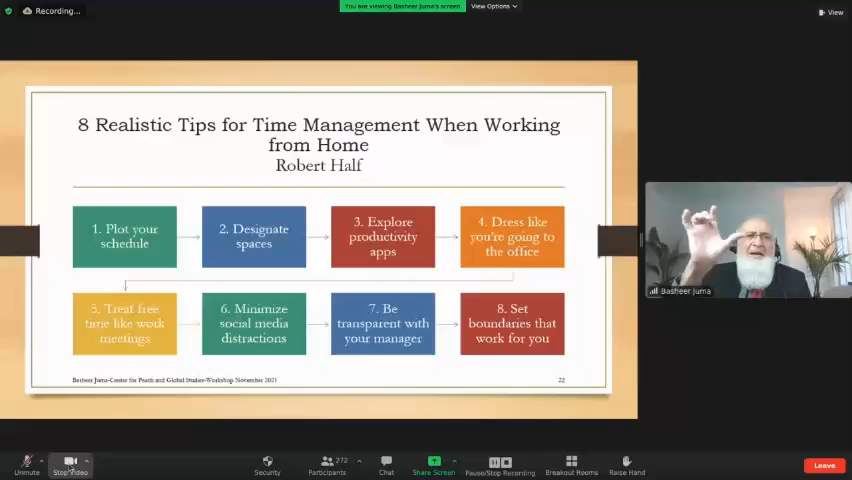 Recording...
You are viewing Basheer Juma's screen
View Options
View
8 Realistic Tips for Time Management When Working
from Home
Robert Half
1. Plot your
schedule
2. Designate
spaces
3. Explore
productivity
apps
4. Dress like
you're going to
the office
5. Treat free
time like work
meetings
6. Minimize
social media
distractions
7. Be
transparent with
your manager
8. Set
boundaries that
work for you
Basheer Juma-Center for Peach and Global Studies-Workshop November 2021
22
Basheer Juma
Unmute
Stop Video
Security
272
Participants
Chat
Share Screen
Pause/Stop Recording
Breakout Rooms
Raise Hand
Leave